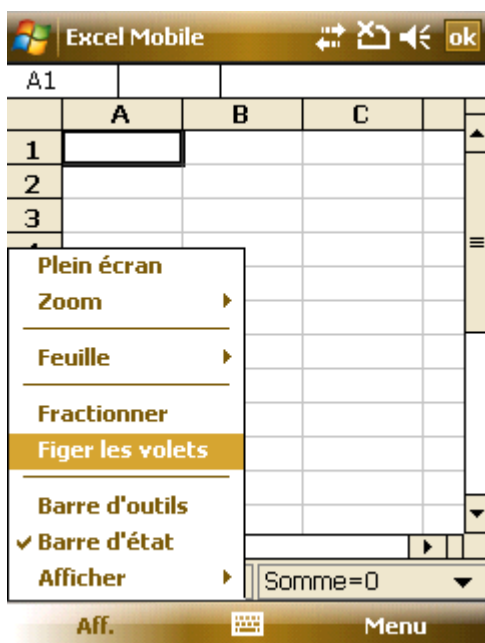 Excel Mobile ok
A1
A B C
1
2
3
Plein écran
Zoom
Feuille
Fractionner
Figer les volets
Barre d'outils
Barre d'état
Afficher
Somme=0
Aff. Menu